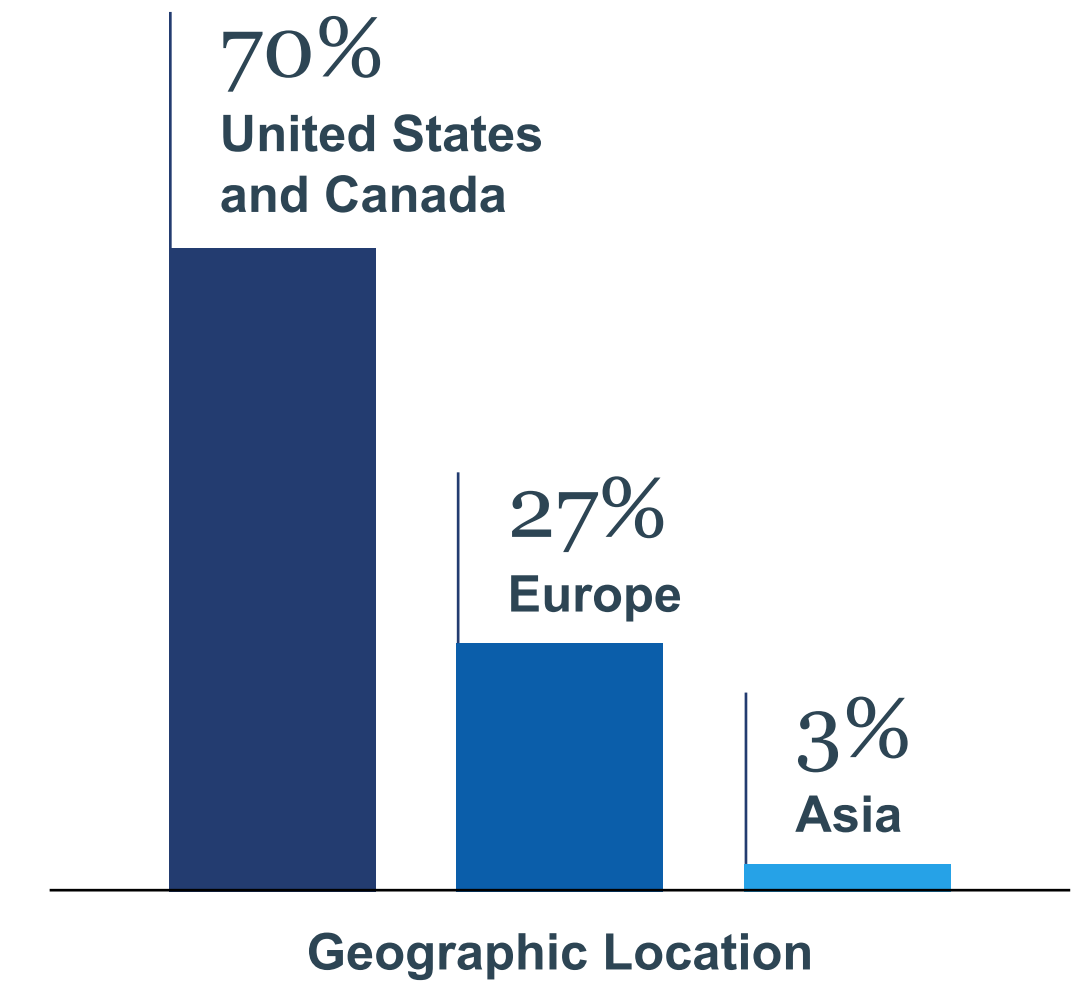 70%
United States
and Canada
27%
Europe
3%
Asia
Geographic Location